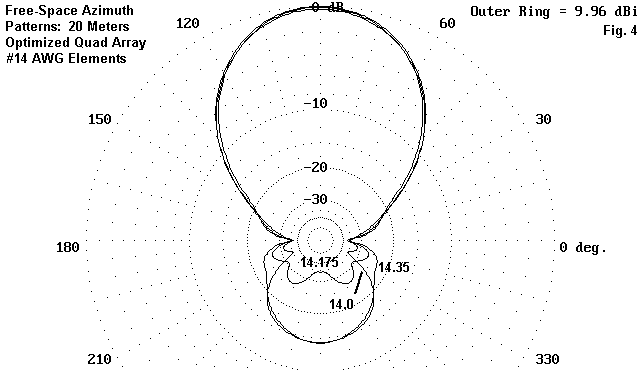 Free-Space Azimuth
Patterns: 20 Meters
Optimized Quad Array
#14 AWG Elements
0 dB
Outer Ring = 9.96 dBi
Fig. 4
120
60
-10
150
30
-20
-30
180
0 deg.
14.175
14.35
14.0
210
330